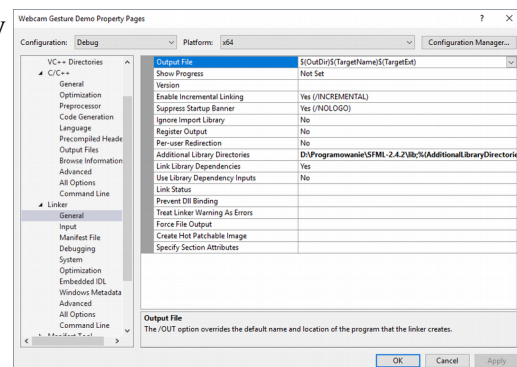 y
Webcam Gesture Demo Property Pages
? ×
Configuration: Debug Platform: x64 Configuration Manager...
VC++ Directories
C/C++
General
Optimization
Preprocessor
Code Generation
Language
Precompiled Heade
Output Files
Browse Information
Advanced
All Options
Command Line
Linker
General
Input
Manifest File
Debugging
System
Optimization
Embedded IDL
Windows Metadata
Advanced
All Options
Command Line
Manifest Tool
Output File $(OutDir)$(TargetName)$(TargetExt)
Show Progress Not Set
Version
Enable Incremental Linking Yes (/INCREMENTAL)
Suppress Startup Banner Yes (/NOLOGO)
Ignore Import Library No
Register Output No
Per-user Redirection No
Additional Library Directories D:\Programowanie\SFML-2.4.2\lib;%(AdditionalLibraryDirectorie
Link Library Dependencies Yes
Use Library Dependency Inputs No
Link Status
Prevent Dll Binding
Treat Linker Warning As Errors
Force File Output
Create Hot Patchable Image
Specify Section Attributes
Output File
The /OUT option overrides the default name and location of the program that the linker creates.
OK Cancel Apply